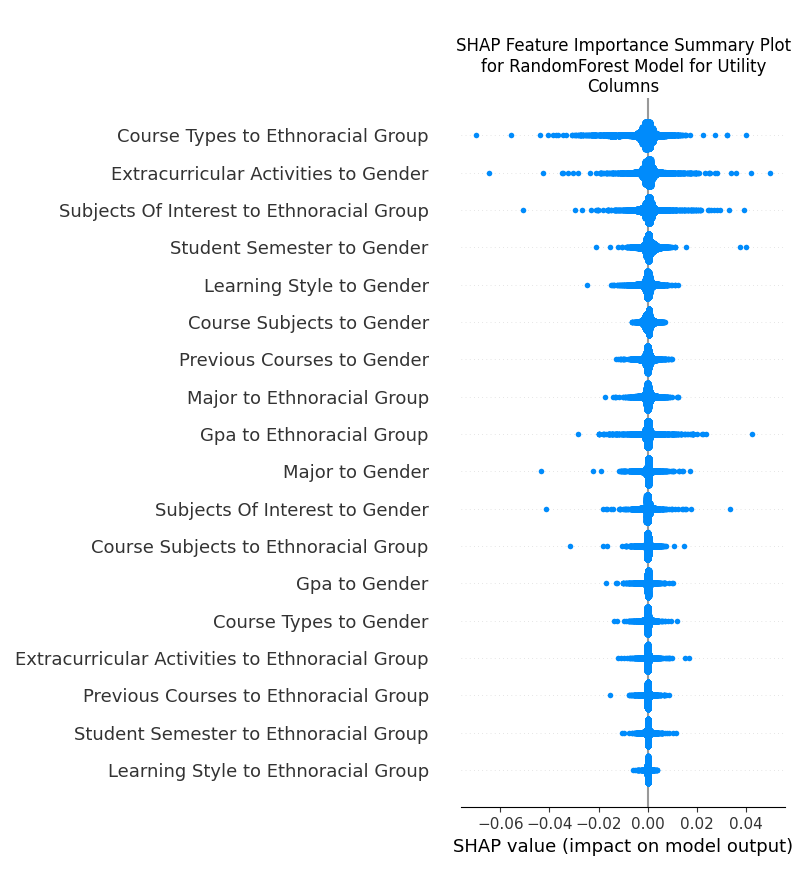 SHAP Feature Importance Summary Plot
for RandomForest Model for Utility
Columns
Course Types to Ethnoracial Group
Extracurricular Activities to Gender
Subjects Of Interest to Ethnoracial Group
Student Semester to Gender
Learning Style to Gender
Course Subjects to Gender
Previous Courses to Gender
Major to Ethnoracial Group
Gpa to Ethnoracial Group
Major to Gender
Subjects Of Interest to Gender
Course Subjects to Ethnoracial Group
Gpa to Gender
Course Types to Gender
Extracurricular Activities to Ethnoracial Group
Previous Courses to Ethnoracial Group
Student Semester to Ethnoracial Group
Learning Style to Ethnoracial Group
−0.06 −0.04 −0.02 0.00 0.02 0.04
SHAP value (impact on model output)